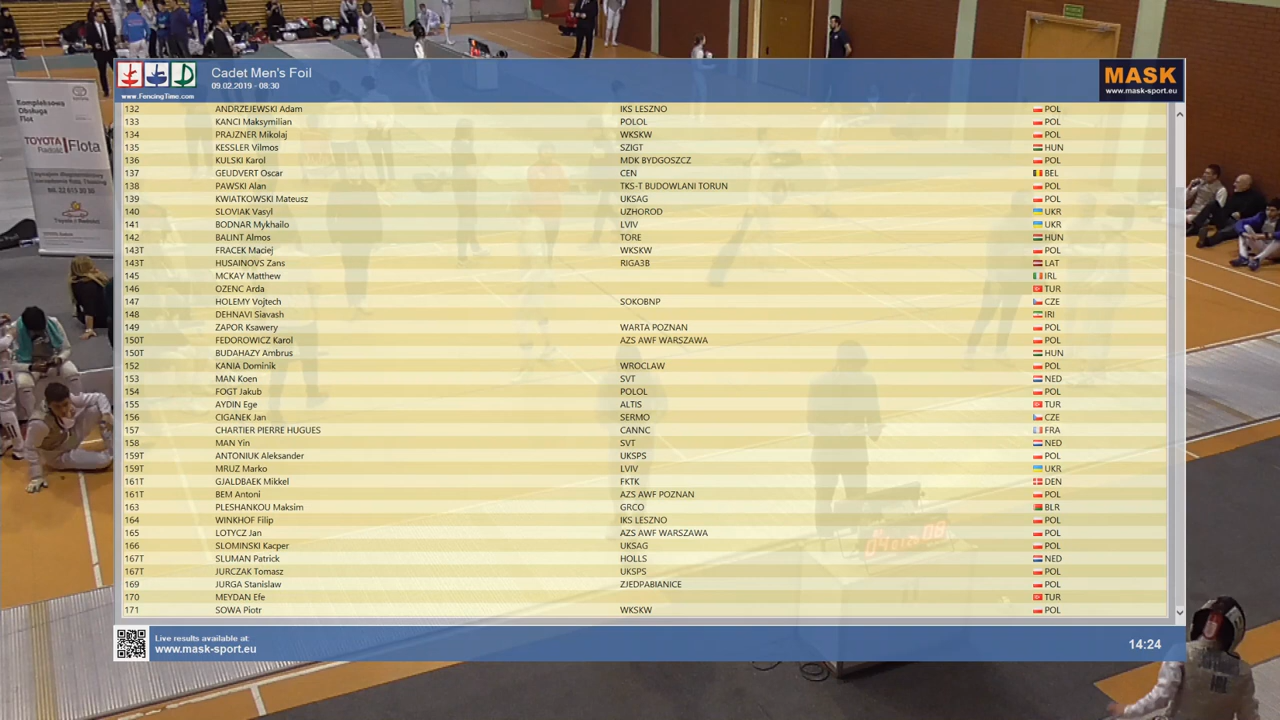 Cadet Men's Foil
09.02.2019 - 08:30
www.FencingTime.com
MASK
www.mask-sport.eu
132 ANDRZEJEWSKI Adam IKS LESZNO POL
133 KANCI Maksymilian POLOL POL
134 PRAJZNER Mikolaj WKSKW POL
135 KESSLER Vilmos SZIGT HUN
136 KULSKI Karol MDK BYDGOSZCZ POL
137 GEUDVERT Oscar CEN BEL
138 PAWSKI Alan TKS-T BUDOWLANI TORUN POL
139 KWIATKOWSKI Mateusz UKSAG POL
140 SLOVIAK Vasyl UZHOROD UKR
141 BODNAR Mykhailo LVIV UKR
142 BALINT Almos TORE HUN
143T FRACEK Maciej WKSKW POL
143T HUSAINOVS Zans RIGA3B LAT
145 MCKAY Matthew IRL
146 OZENC Arda TUR
147 HOLEMY Vojtech SOKOBNP CZE
148 DEHNAVI Siavash IRI
149 ZAPOR Ksawery WARTA POZNAN POL
150T FEDOROWICZ Karol AZS AWF WARSZAWA POL
150T BUDAHAZY Ambrus HUN
152 KANIA Dominik WROCLAW POL
153 MAN Koen SVT NED
154 FOGT Jakub POLOL POL
155 AYDIN Ege ALTIS TUR
156 CIGANEK Jan SERMO CZE
157 CHARTIER PIERRE HUGUES CANNC FRA
158 MAN Yin SVT NED
159T ANTONIUK Aleksander UKSPS POL
159T MRUZ Marko LVIV UKR
161T GJALDBAEK Mikkel FKTK DEN
161T BEM Antoni AZS AWF POZNAN POL
163 PLESHANKOU Maksim GRCO BLR
164 WINKHOF Filip IKS LESZNO POL
165 LOTYCZ Jan AZS AWF WARSZAWA POL
166 SLOMINSKI Kacper UKSAG POL
167T SLUMAN Patrick HOLLS NED
167T JURCZAK Tomasz UKSPS POL
169 JURGA Stanislaw ZJEDPABIANICE POL
170 MEYDAN Efe TUR
171 SOWA Piotr WKSKW POL
Live results available at:
www.mask-sport.eu
14:24
Kompleksowa
Obsługa
Flot
TOYOTA
Radość
Flota